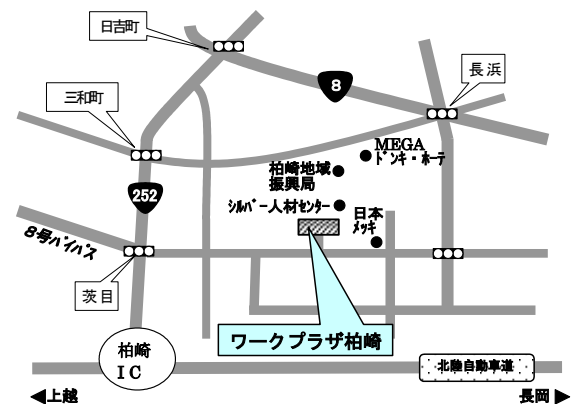 日吉町
8
長浜
三和町
MEGA
ドンキ・ホーテ
柏崎地域
振興局
252
シルバー人材センター
日本
メッキ
8号バイパス
茨目
ワークプラザ柏崎
柏崎
IC
北陸自動車道
◀上越
長岡▶